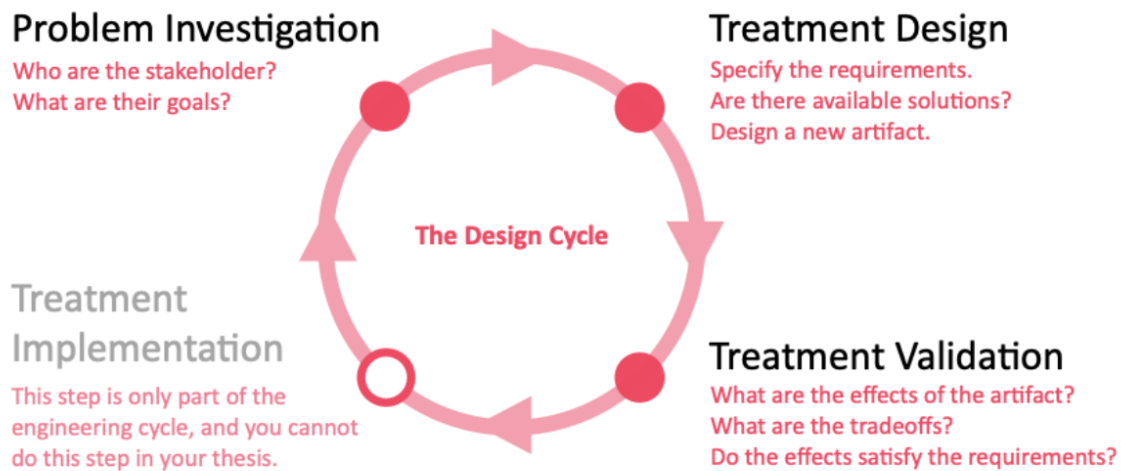 Problem Investigation
Who are the stakeholder?
What are their goals?
Treatment Design
Specify the requirements.
Are there available solutions?
Design a new artifact.
The Design Cycle
Treatment
Implementation
This step is only part of the
engineering cycle, and you cannot
do this step in your thesis.
Treatment Validation
What are the effects of the artifact?
What are the tradeoffs?
Do the effects satisfy the requirements?